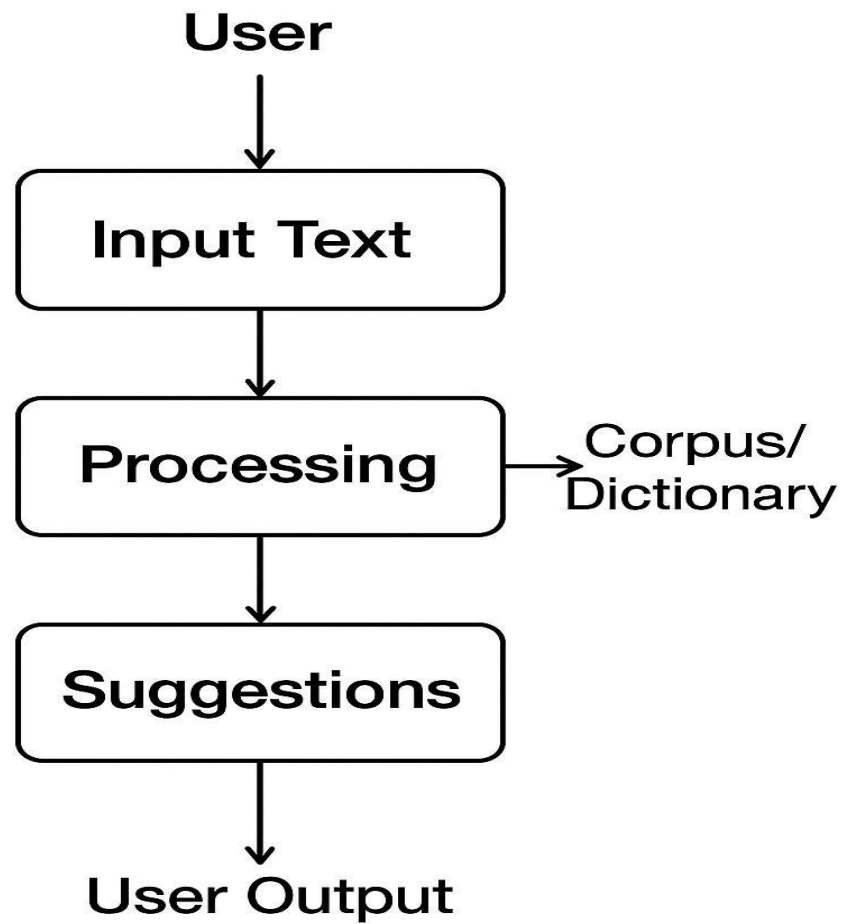 User
Input Text
Processing
Corpus/
Dictionary
Suggestions
User Output